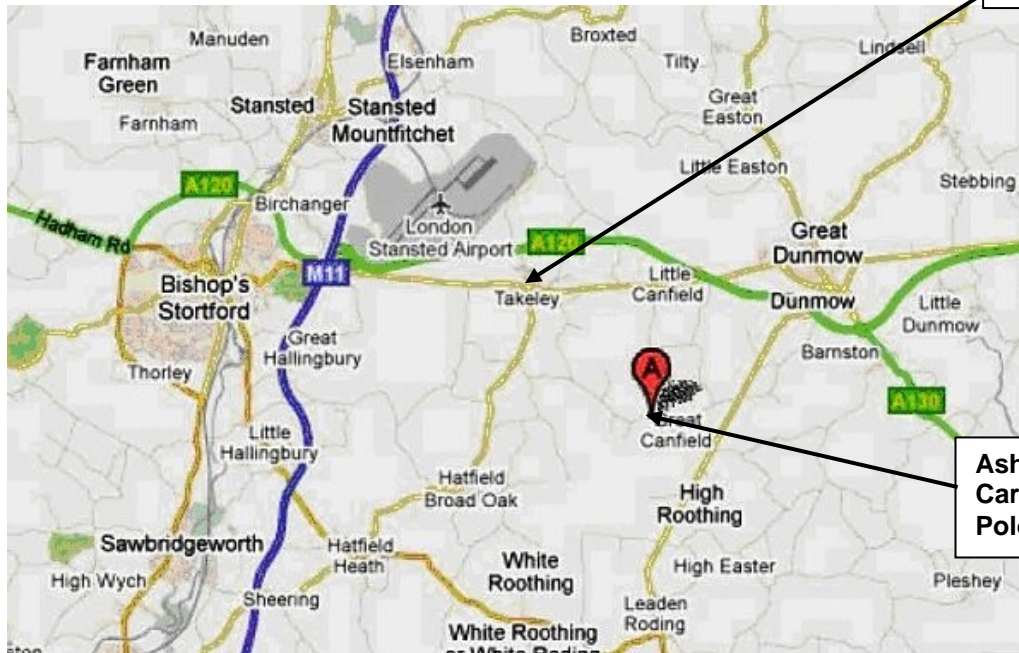 Manuden
Broxted
Lindsell
Farnham
Green
Elsenham
Tilty
Stansted
Stansted
Mountfitchet
Great
Easton
Farnham
Little Easton
Stebbing
A120
Birchanger
London
Stansted Airport
Hadham Rd
A120
Great
Dunmow
M11
Bishop's
Stortford
Takeley
Little
Canfield
Dunmow
Little
Dunmow
Great
Hallingbury
Barnston
Thorley
A
A130
Great
Canfield
Little
Hallingbury
Hatfield
Broad Oak
High
Roothing
Sawbridgeworth
Hatfield
Heath
White
Roothing
High Easter
High Wych
Pleshey
Sheering
Leaden
Roding
White Roothing
or White Roding